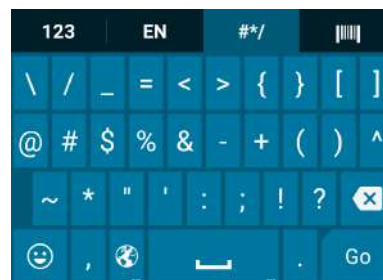 123 EN #*/
\ / _ = < > { } [ ]
@ # $ % & - + ( ) ^
~ * " ' : ; ! ?
, . Go